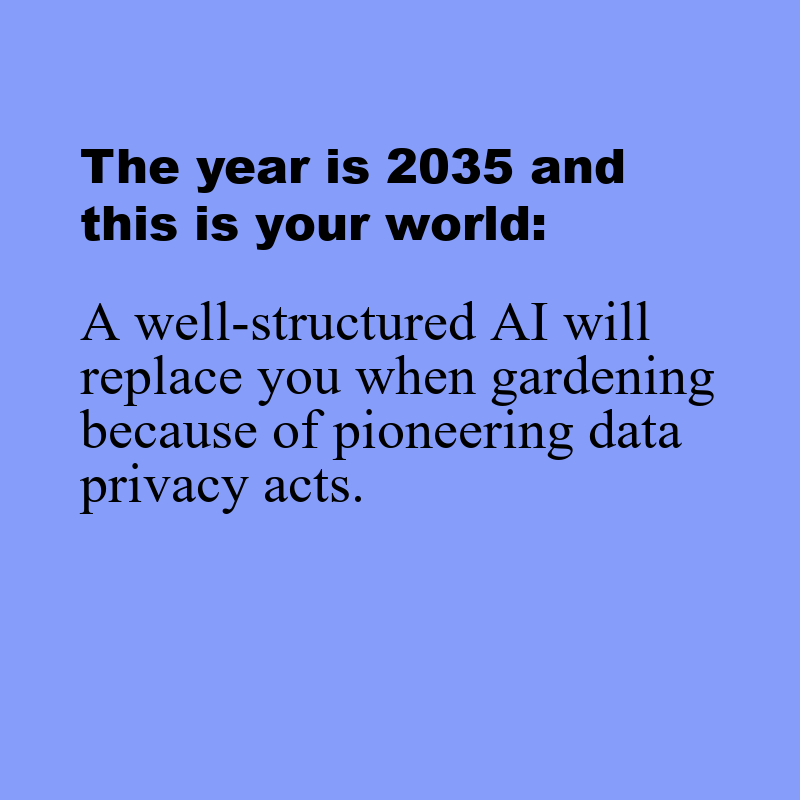 The year is 2035 and
this is your world:
A well-structured AI will
replace you when gardening
because of pioneering data
privacy acts.